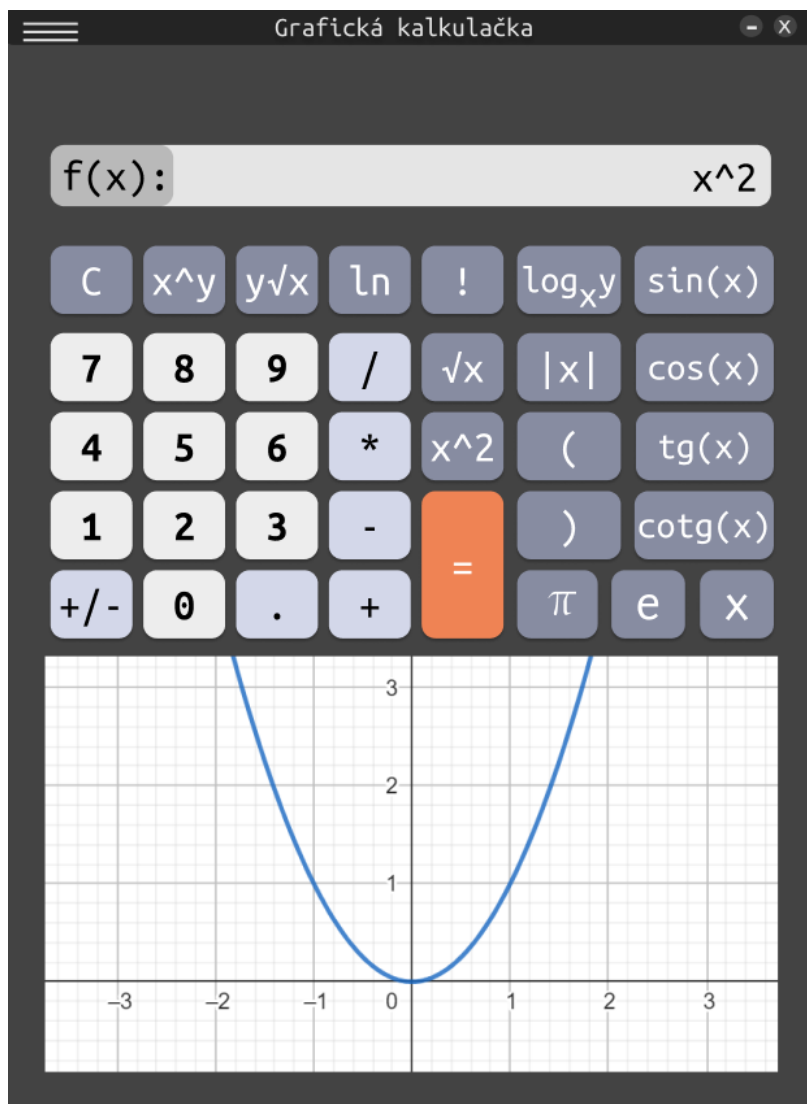 Grafická kalkulačka - X
f(x): x^2
C x^y y√x ln ! logₓy sin(x)
7 8 9 / √x |x| cos(x)
4 5 6 * x^2 ( tg(x)
1 2 3 - = ) cotg(x)
+/- 0 . + π e x
3
2
1
–3 –2 –1 0 1 2 3